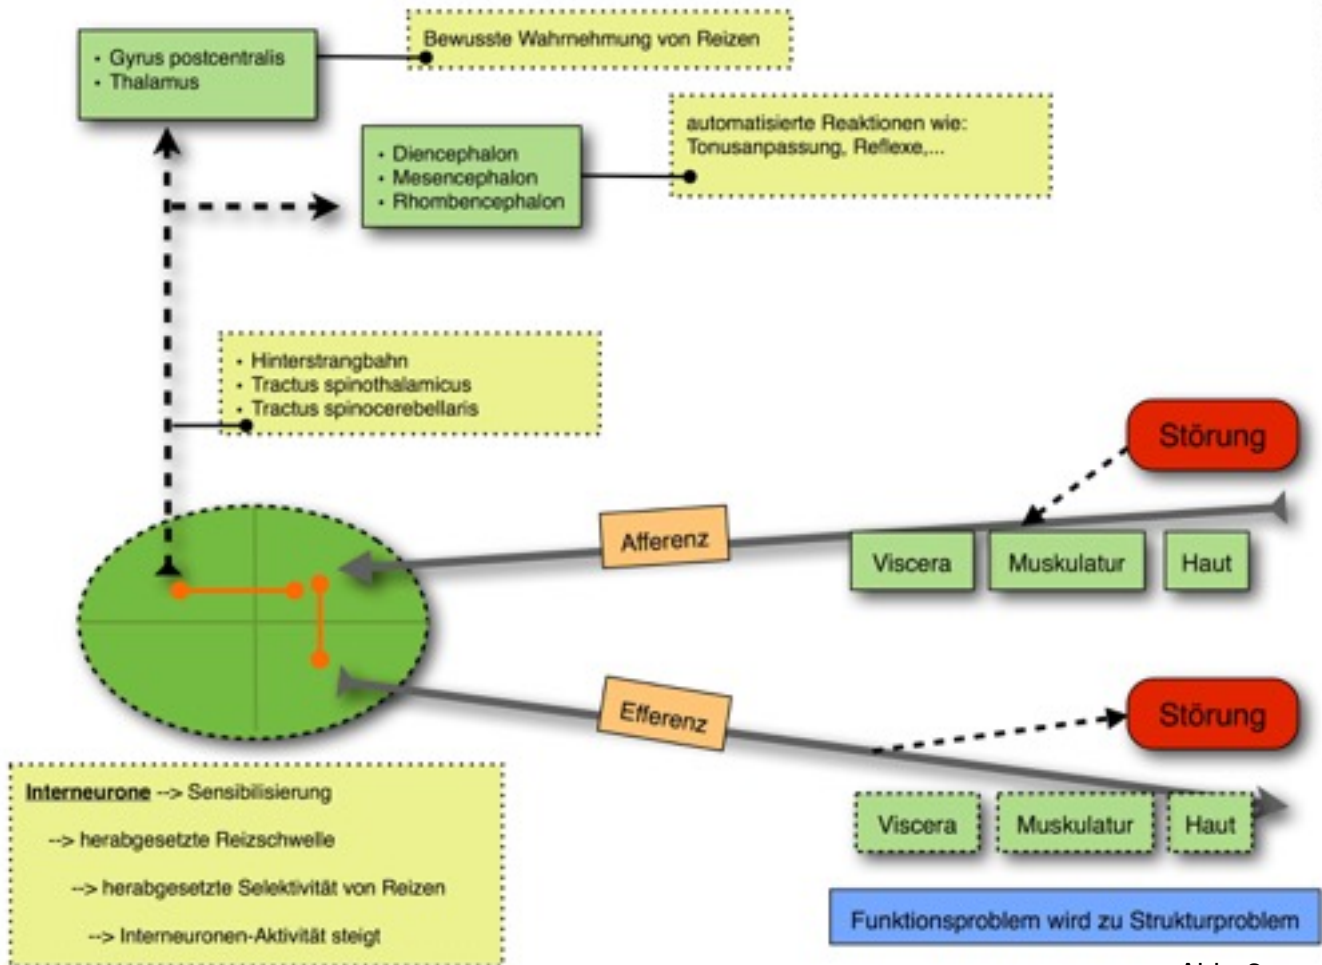 • Gyrus postcentralis
• Thalamus
Bewusste Wahrnehmung von Reizen
• Diencephalon
• Mesencephalon
• Rhombencephalon
automatisierte Reaktionen wie:
Tonusanpassung, Reflexe,...
• Hinterstrangbahn
• Tractus spinothalamicus
• Tractus spinocerebellaris
Störung
Afferenz
Viscera
Muskulatur
Haut
Efferenz
Störung
Viscera
Muskulatur
Haut
Interneurone --> Sensibilisierung
--> herabgesetzte Reizschwelle
--> herabgesetzte Selektivität von Reizen
--> Interneuronen-Aktivität steigt
Funktionsproblem wird zu Strukturproblem